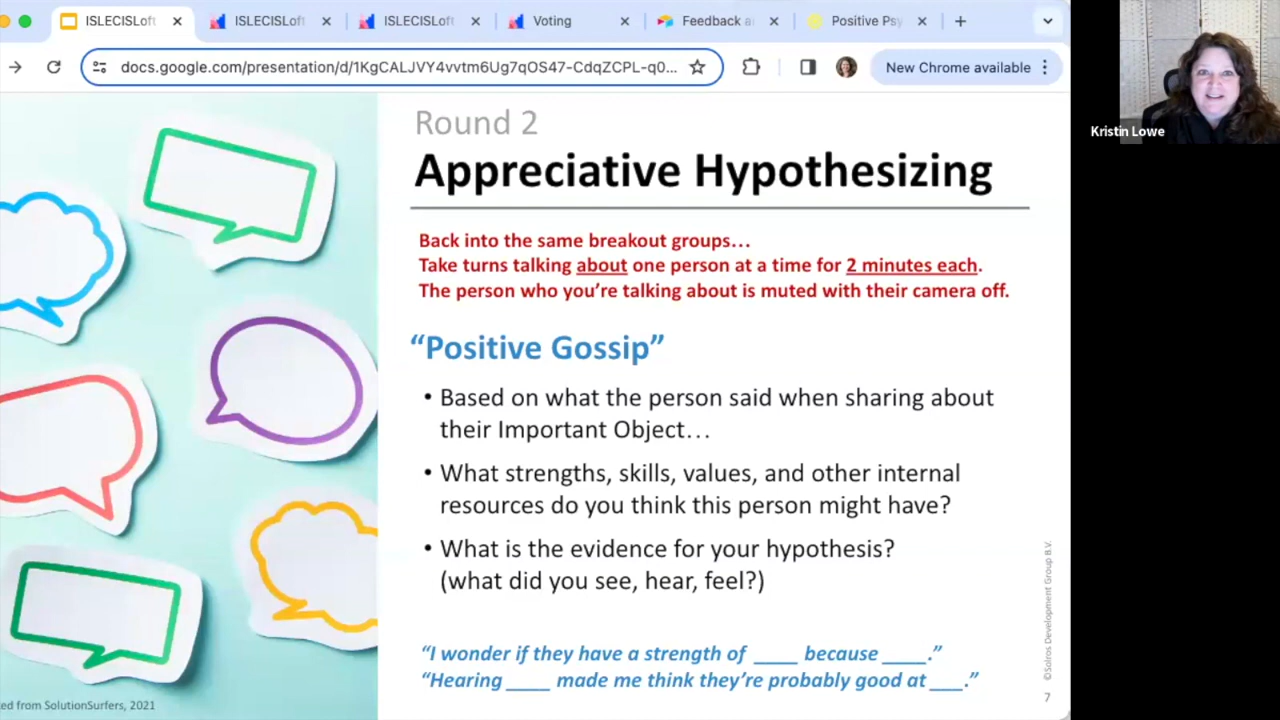 ISLECISLoft
ISLECISLoft
ISLECISLoft
Voting
Feedback a
Positive Psy
docs.google.com/presentation/d/1KgCALJVY4vvtm6Ug7qOS47-CdqZCPL-q0...
New Chrome available
Kristin Lowe
Round 2
Appreciative Hypothesizing
Back into the same breakout groups…
Take turns talking about one person at a time for 2 minutes each.
The person who you’re talking about is muted with their camera off.
“Positive Gossip”
• Based on what the person said when sharing about
their Important Object…
• What strengths, skills, values, and other internal
resources do you think this person might have?
• What is the evidence for your hypothesis?
(what did you see, hear, feel?)
“I wonder if they have a strength of ____ because ____.”
“Hearing ____ made me think they’re probably good at ___.”
©Solros Development Group B.V.
7
ed from SolutionSurfers, 2021